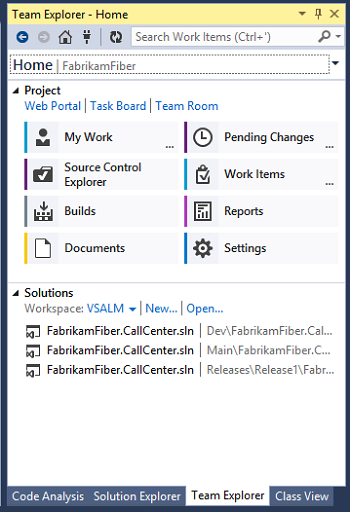 Team Explorer - Home
Search Work Items (Ctrl+')
Home | FabrikamFiber
Project
Web Portal | Task Board | Team Room
My Work ...
Pending Changes ...
Source Control
Explorer
Work Items ...
Builds
Reports
Documents
Settings
Solutions
Workspace: VSALM | New... | Open...
FabrikamFiber.CallCenter.sln | Dev\FabrikamFiber.Cal...
FabrikamFiber.CallCenter.sln | Main\FabrikamFiber.C...
FabrikamFiber.CallCenter.sln | Releases\Release1\Fabr...
Code Analysis Solution Explorer Team Explorer Class View